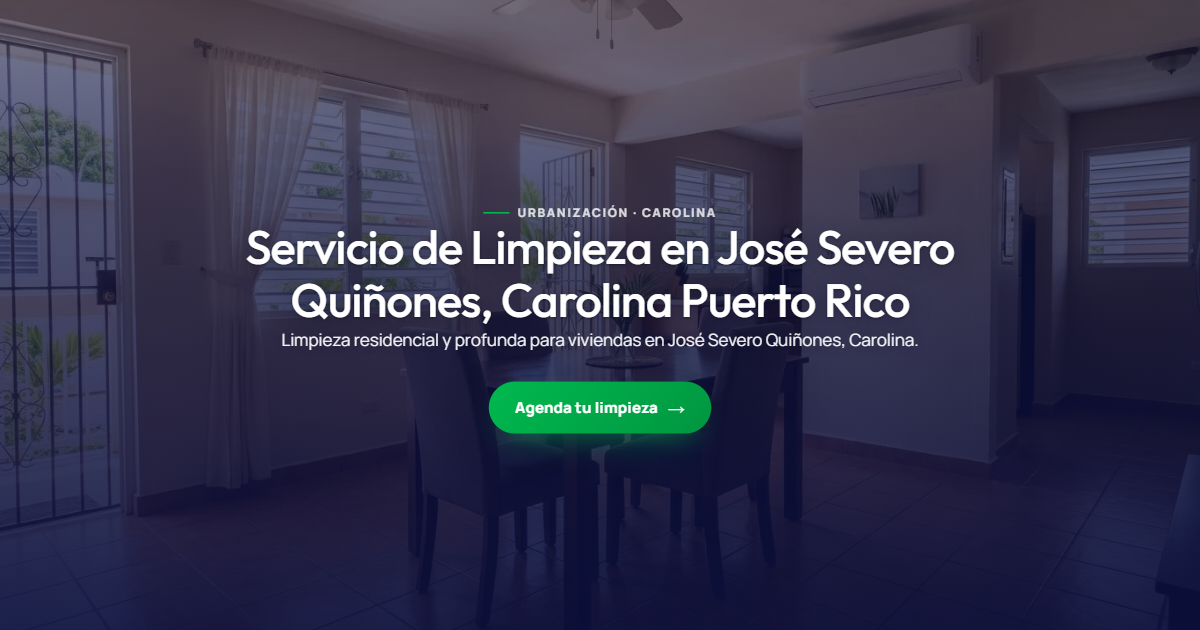 URBANIZACIÓN · CAROLINA
Servicio de Limpieza en José Severo
Quiñones, Carolina Puerto Rico
Limpieza residencial y profunda para viviendas en José Severo Quiñones, Carolina.
Agenda tu limpieza →